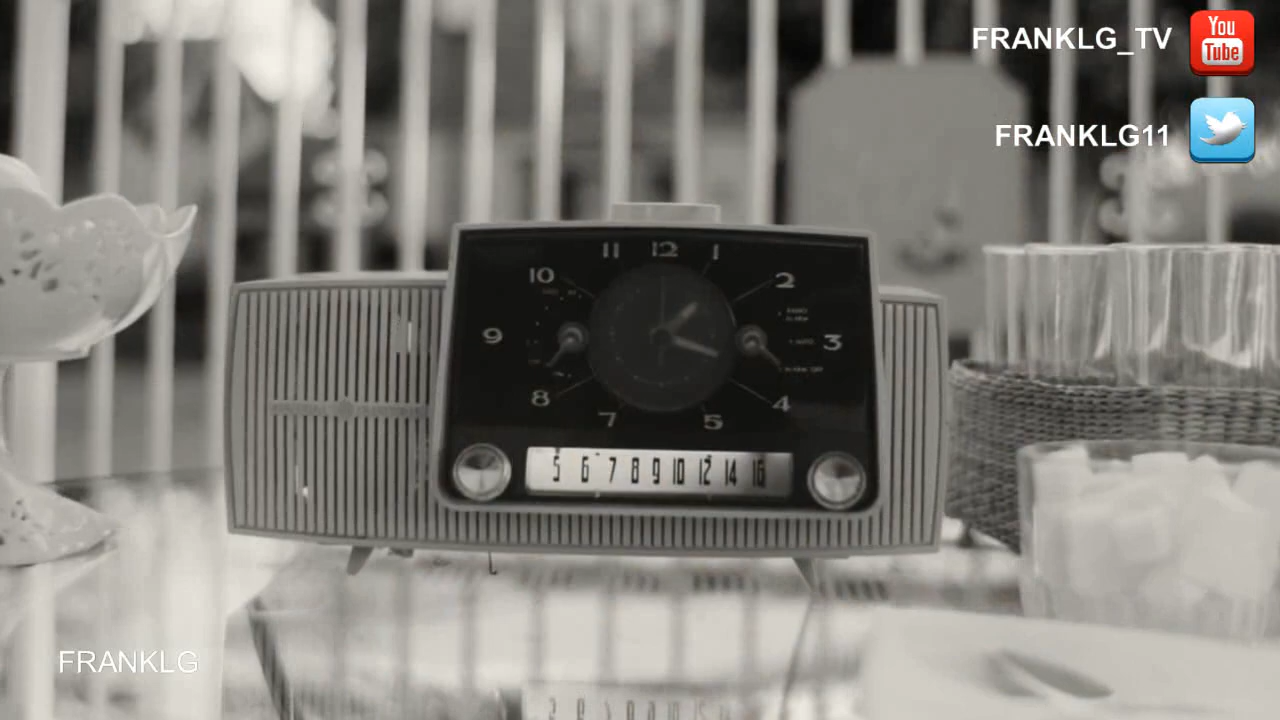 FRANKLG_TV
You
Tube
FRANKLG11
11 12 1
10 2
9 3
8 4
7 5
5 6 7 8 9 10 12 14 16
FRANKLG